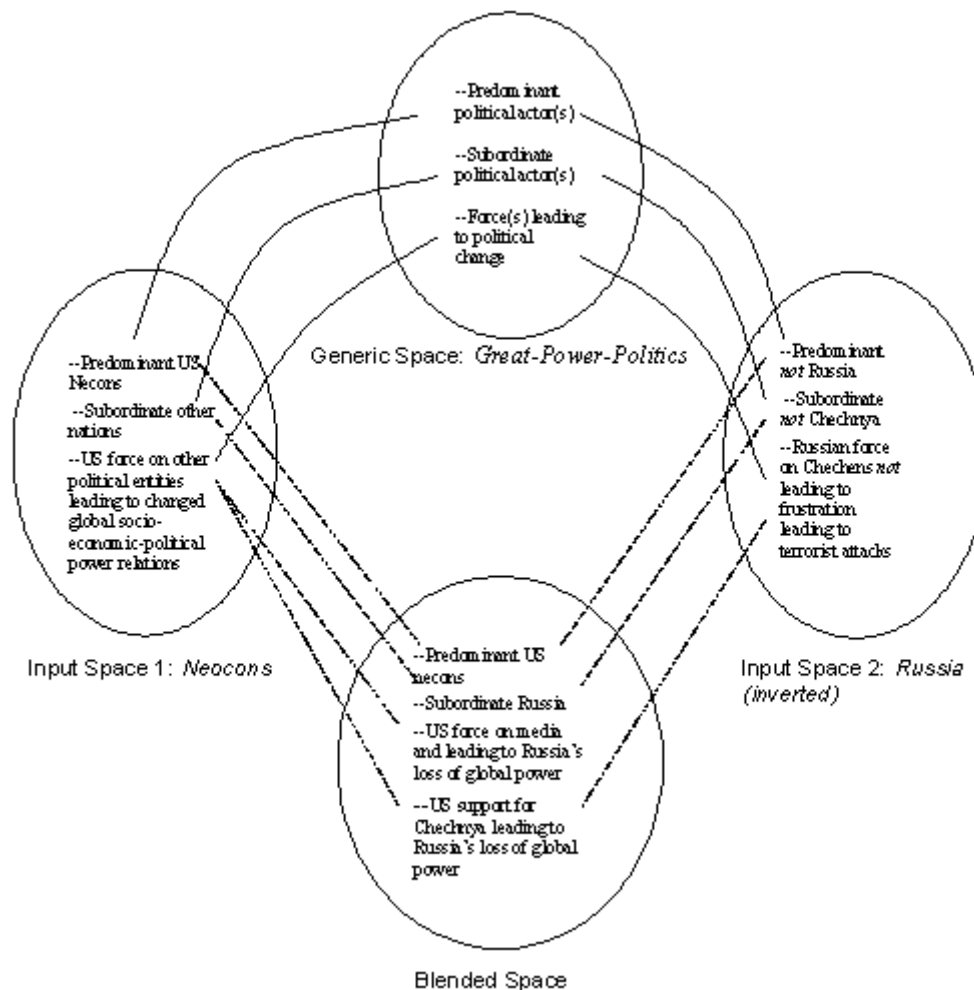 --Predominant
political actor(s)
--Subordinate
political actor(s)
--Force(s) leading
to political
change
Generic Space: Great-Power-Politics
--Predominant US
Necons
--Subordinate other
nations
--US force on other
political entities
leading to changed
global socio-
economic-political
power relations
Input Space 1: Neocons
--Predominant
not Russia
--Subordinate
not Chechnya
--Russian force
on Chechens not
leading to
frustration
leading to
terrorist attacks
Input Space 2: Russia
(inverted)
--Predominant US
necons
--Subordinate Russia
--US force on media
and leading to Russia's
loss of global power
--US support for
Chechnya leading to
Russia's loss of global
power
Blended Space